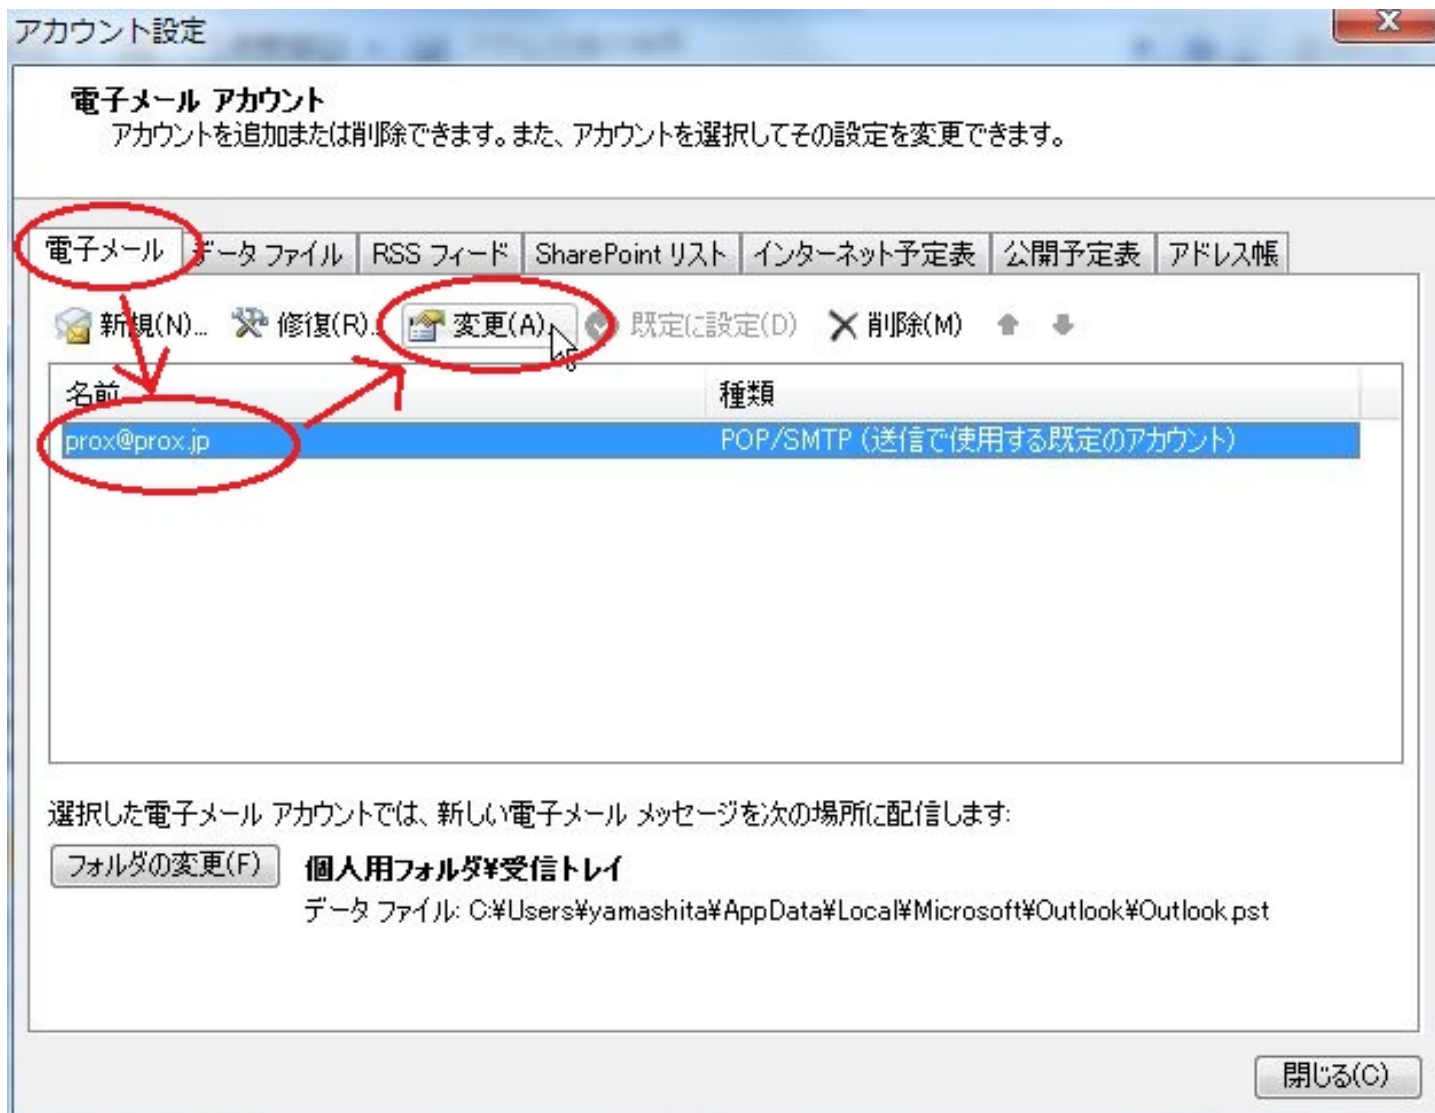 アカウント設定
電子メール アカウント
アカウントを追加または削除できます。また、アカウントを選択してその設定を変更できます。
電子メール データ ファイル RSS フィード SharePoint リスト インターネット予定表 公開予定表 アドレス帳
新規(N)... 修復(R)... 変更(A)... 既定に設定(D) 削除(M)
名前 種類
prox@prox.jp POP/SMTP (送信で使用する既定のアカウント)
選択した電子メール アカウントでは、新しい電子メール メッセージを次の場所に配信します:
フォルダの変更(F) 個人用フォルダ¥受信トレイ
データ ファイル: C:¥Users¥yamashita¥AppData¥Local¥Microsoft¥Outlook¥Outlook.pst
閉じる(C)